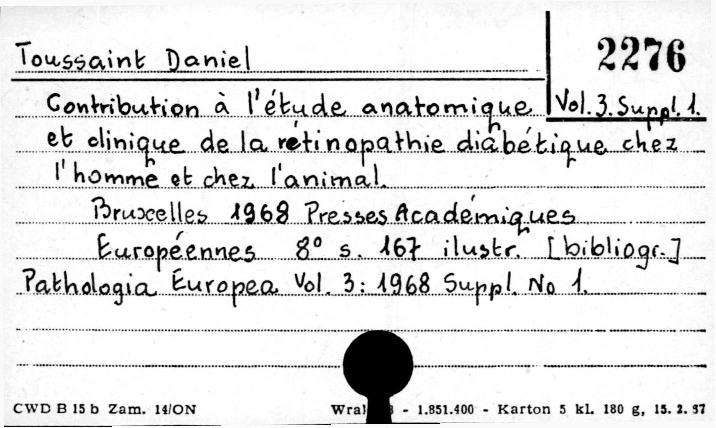 Toussaint Daniel
2276
Contribution à l'étude anatomique Vol. 3. Suppl. 1.
et clinique de la rétinopathie diabétique chez
l'homme et chez l'animal.
Bruxelles 1968 Presses Académiques
Européennes 8° s. 167 ilustr. [bibliogr.]
Pathologia Europea Vol. 3: 1968 Suppl. No 1.
CWD B 15 b Zam. 14/ON - 1.851.400 - Karton 5 kl. 180 g, 15. 2. 57